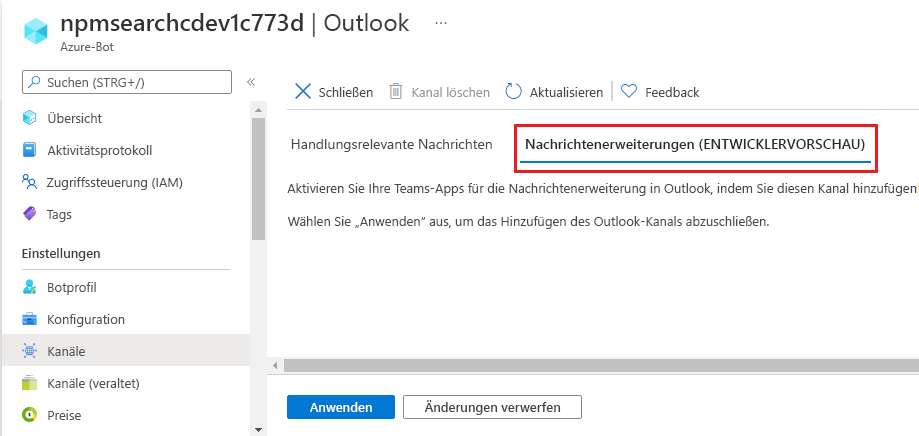 npmsearchcdev1c773d | Outlook ...
Azure-Bot
Suchen (STRG+/)
«
Übersicht
Aktivitätsprotokoll
Zugriffssteuerung (IAM)
Tags
Einstellungen
Botprofil
Konfiguration
Kanäle
Kanäle (veraltet)
Preise
Schließen Kanal löschen Aktualisieren Feedback
Handlungsrelevante Nachrichten Nachrichtenerweiterungen (ENTWICKLERVORSCHAU)
Aktivieren Sie Ihre Teams-Apps für die Nachrichtenerweiterung in Outlook, indem Sie diesen Kanal hinzufügen
Wählen Sie „Anwenden“ aus, um das Hinzufügen des Outlook-Kanals abzuschließen.
Anwenden Änderungen verwerfen